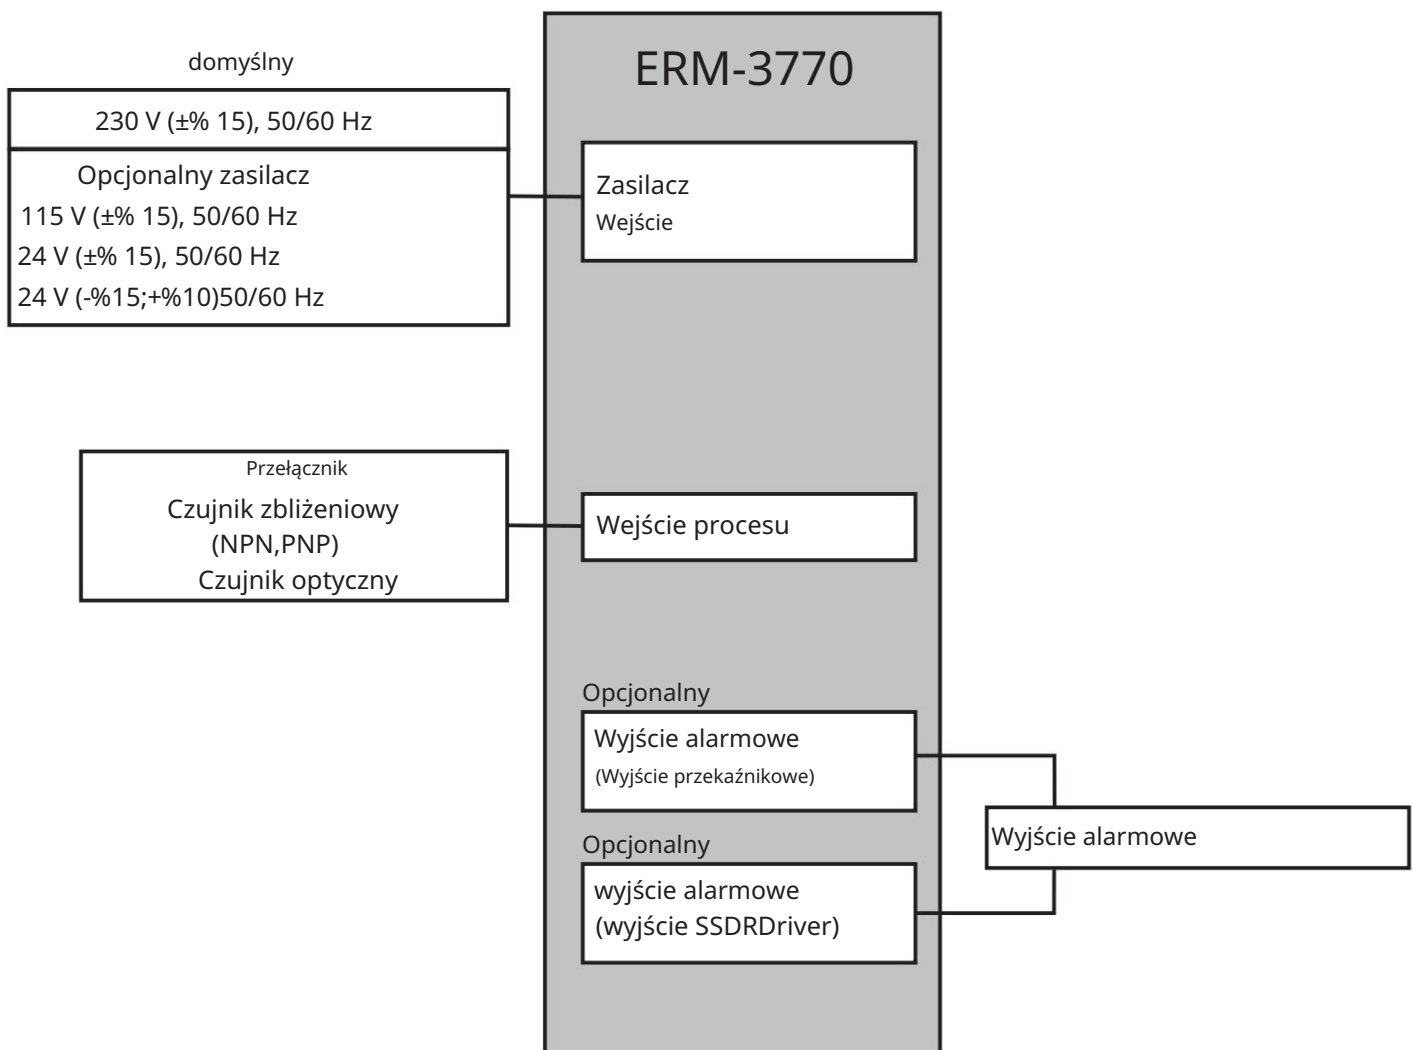 ERM-3770
domyślny
230 V (±% 15), 50/60 Hz
Opcjonalny zasilacz
115 V (±% 15), 50/60 Hz
24 V (±% 15), 50/60 Hz
24 V (-%15;+%10)50/60 Hz
Zasilacz
Wejście
Przełącznik
Czujnik zbliżeniowy
(NPN,PNP)
Czujnik optyczny
Wejście procesu
Opcjonalny
Wyjście alarmowe
(Wyjście przekaźnikowe)
Opcjonalny
wyjście alarmowe
(wyjście SSDRDriver)
Wyjście alarmowe